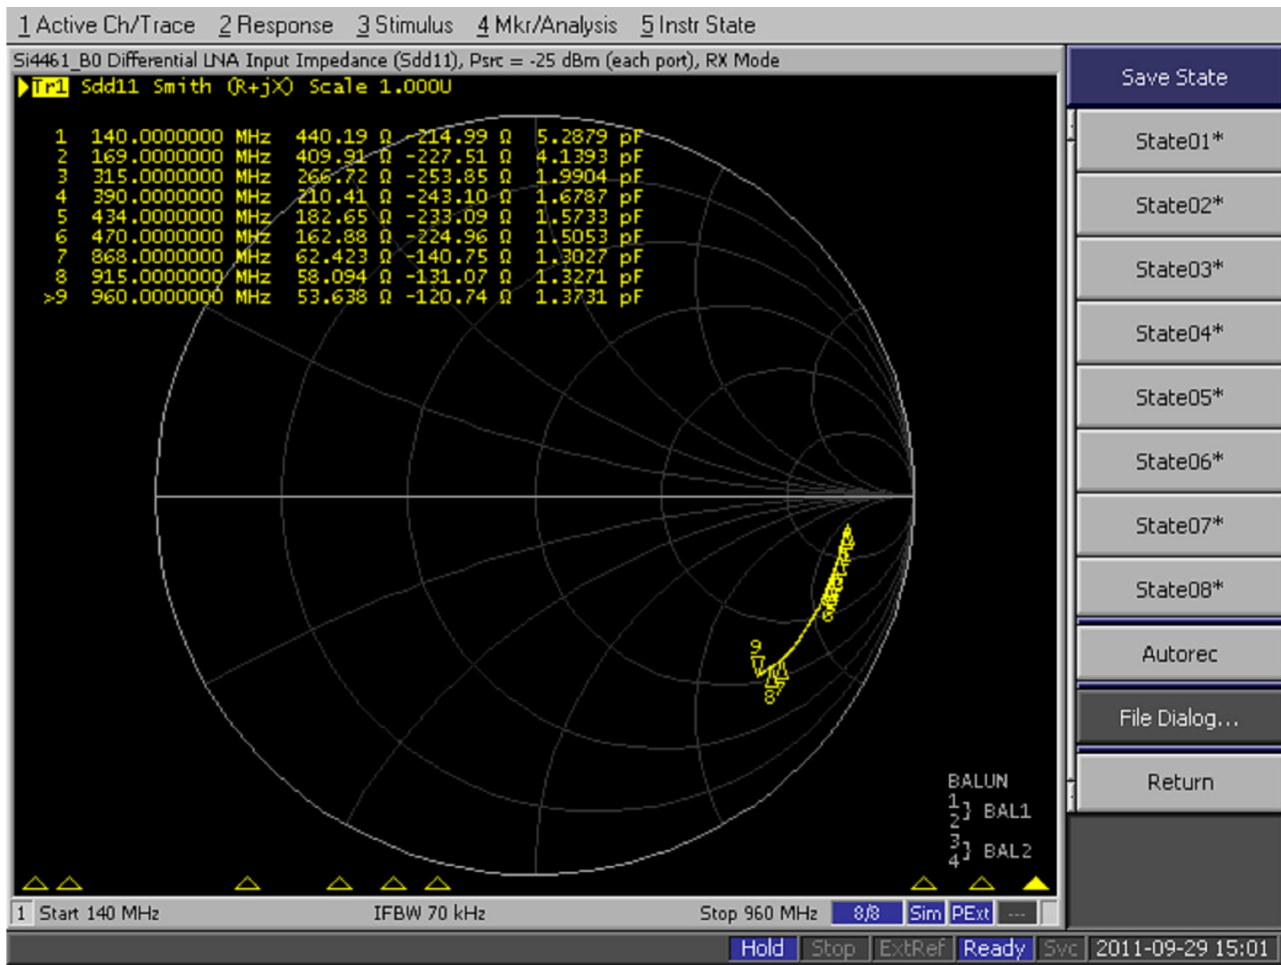 1 Active Ch/Trace 2 Response 3 Stimulus 4 Mkr/Analysis 5 Instr State
Si4461_B0 Differential LNA Input Impedance (Sdd11), Psrc = -25 dBm (each port), RX Mode
Tr1 Sdd11 Smith (R+jX) Scale 1.000U
1 140.0000000 MHz 440.19 Ω -214.99 Ω 5.2879 pF
2 169.0000000 MHz 409.91 Ω -227.51 Ω 4.1393 pF
3 315.0000000 MHz 266.72 Ω -253.85 Ω 1.9904 pF
4 390.0000000 MHz 210.41 Ω -243.10 Ω 1.6787 pF
5 434.0000000 MHz 182.65 Ω -233.09 Ω 1.5733 pF
6 470.0000000 MHz 162.88 Ω -224.96 Ω 1.5053 pF
7 868.0000000 MHz 62.423 Ω -140.75 Ω 1.3027 pF
8 915.0000000 MHz 58.094 Ω -131.07 Ω 1.3271 pF
>9 960.0000000 MHz 53.638 Ω -120.74 Ω 1.3731 pF
6
9
8
BALUN
1
2 } BAL1
3
4 } BAL2
1 Start 140 MHz IFBW 70 kHz Stop 960 MHz 8/8 Sim PExt ---
Hold Stop ExtRef Ready Svc 2011-09-29 15:01
Save State
State01*
State02*
State03*
State04*
State05*
State06*
State07*
State08*
Autorec
File Dialog...
Return